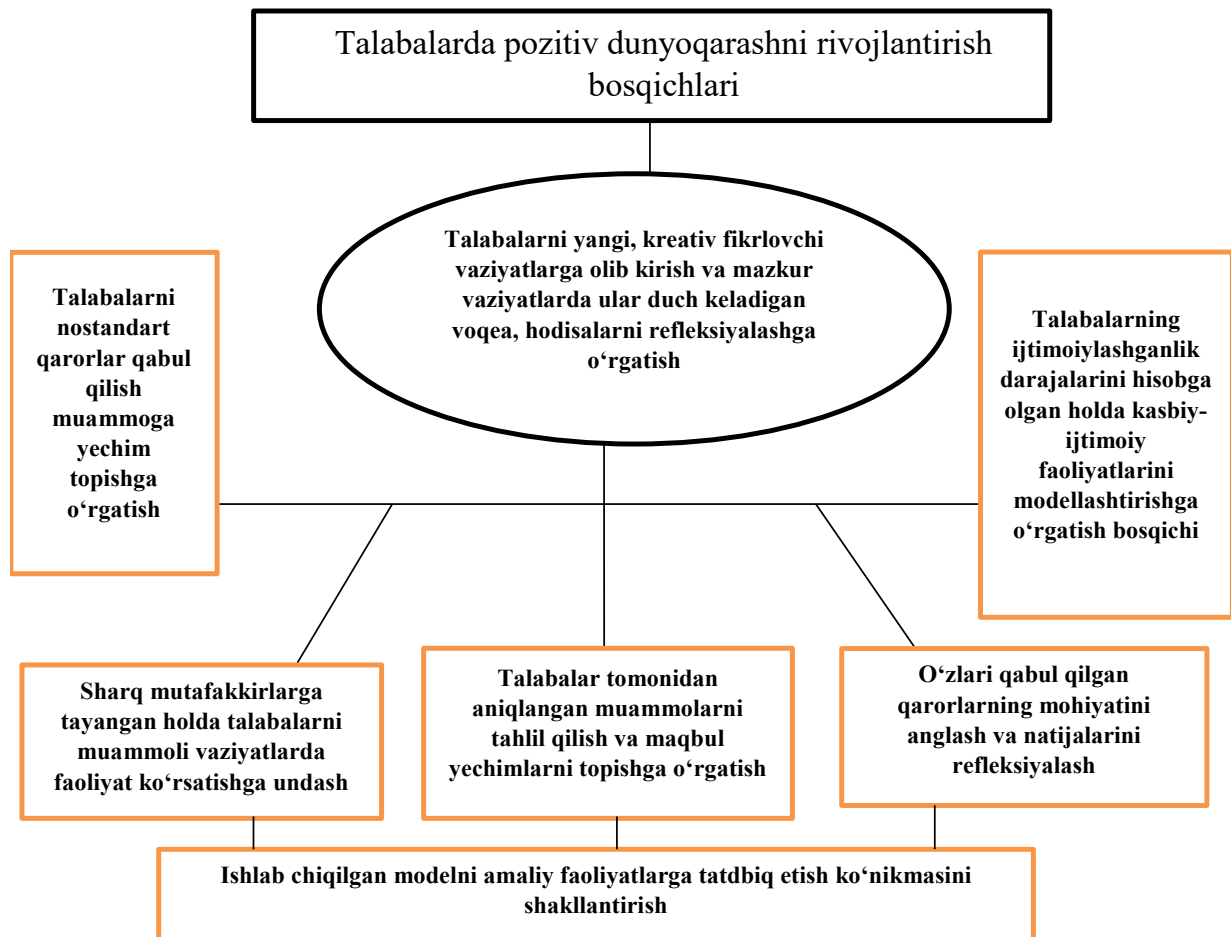 Talabalarda pozitiv dunyoqarashni rivojlantirish
bosqichlari
Talabalarni yangi, kreativ fikrlovchi
vaziyatlarga olib kirish va mazkur
vaziyatlarda ular duch keladigan
voqea, hodisalarni refleksiyalashga
o‘rgatish
Talabalarni
nostandart
qarorlar qabul
qilish
muammoga
yechim
topishga
o‘rgatish
Talabalarning
ijtimoiylashganlik
darajalarini hisobga
olgan holda kasbiy-
ijtimoiy
faoliyatlarini
modellashtirishga
o‘rgatish bosqichi
Sharq mutafakkirlarga
tayangan holda talabalarni
muammoli vaziyatlarda
faoliyat ko‘rsatishga undash
Talabalar tomonidan
aniqlangan muammolarni
tahlil qilish va maqbul
yechimlarni topishga o‘rgatish
O‘zlari qabul qilgan
qarorlarning mohiyatini
anglash va natijalarini
refleksiyalash
Ishlab chiqilgan modelni amaliy faoliyatlarga tatdbiq etish ko‘nikmasini
shakllantirish